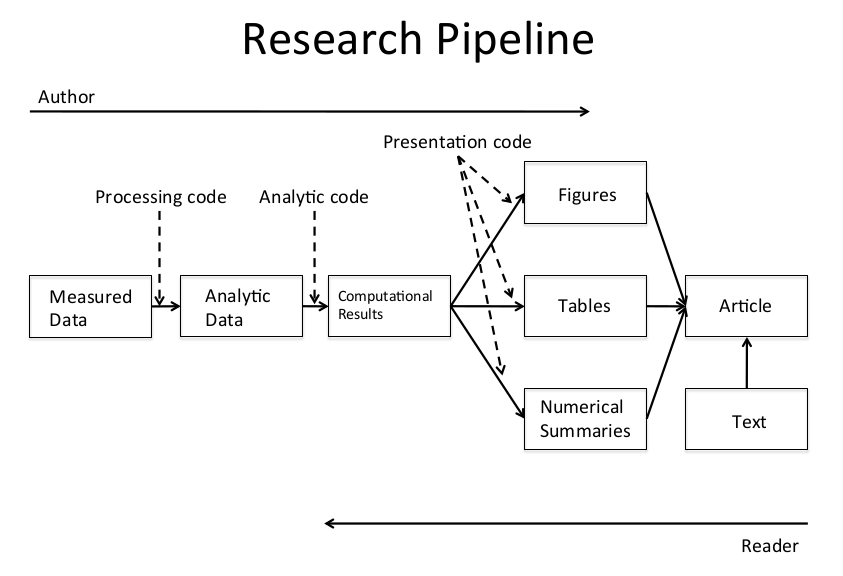 Research Pipeline
Author
Presentation code
Processing code
Analytic code
Figures
Measured
Data
Analytic
Data
Computational
Results
Tables
Article
Numerical
Summaries
Text
Reader